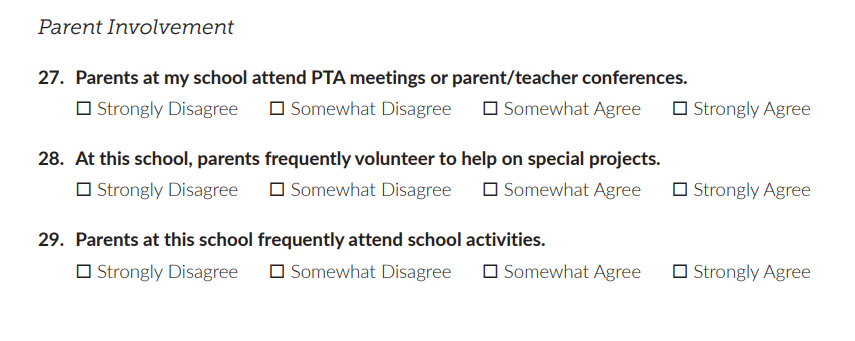 Parent Involvement
27. Parents at my school attend PTA meetings or parent/teacher conferences.
☐ Strongly Disagree ☐ Somewhat Disagree ☐ Somewhat Agree ☐ Strongly Agree
28. At this school, parents frequently volunteer to help on special projects.
☐ Strongly Disagree ☐ Somewhat Disagree ☐ Somewhat Agree ☐ Strongly Agree
29. Parents at this school frequently attend school activities.
☐ Strongly Disagree ☐ Somewhat Disagree ☐ Somewhat Agree ☐ Strongly Agree